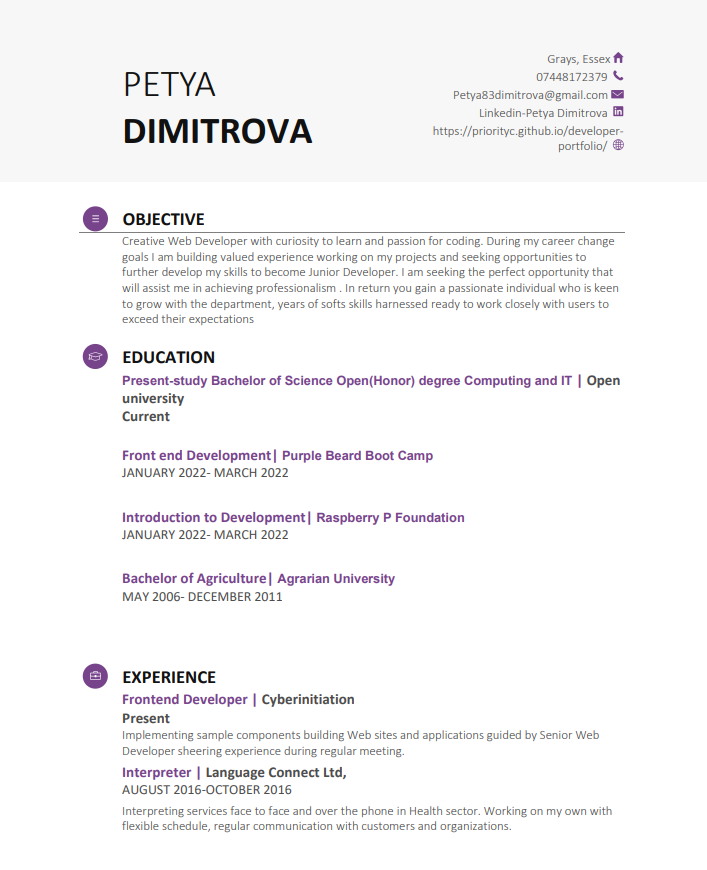 PETYA
DIMITROVA
Grays, Essex
07448172379
Petya83dimitrova@gmail.com
Linkedin-Petya Dimitrova
https://priorityc.github.io/developer-
portfolio/
OBJECTIVE
Creative Web Developer with curiosity to learn and passion for coding. During my career change
goals I am building valued experience working on my projects and seeking opportunities to
further develop my skills to become Junior Developer. I am seeking the perfect opportunity that
will assist me in achieving professionalism . In return you gain a passionate individual who is keen
to grow with the department, years of softs skills harnessed ready to work closely with users to
exceed their expectations
EDUCATION
Present-study Bachelor of Science Open(Honor) degree Computing and IT | Open
university
Current
Front end Development| Purple Beard Boot Camp
JANUARY 2022- MARCH 2022
Introduction to Development| Raspberry P Foundation
JANUARY 2022- MARCH 2022
Bachelor of Agriculture| Agrarian University
MAY 2006- DECEMBER 2011
EXPERIENCE
Frontend Developer | Cyberinitiation
Present
Implementing sample components building Web sites and applications guided by Senior Web
Developer sheering experience during regular meeting.
Interpreter | Language Connect Ltd,
AUGUST 2016-OCTOBER 2016
Interpreting services face to face and over the phone in Health sector. Working on my own with
flexible schedule, regular communication with customers and organizations.